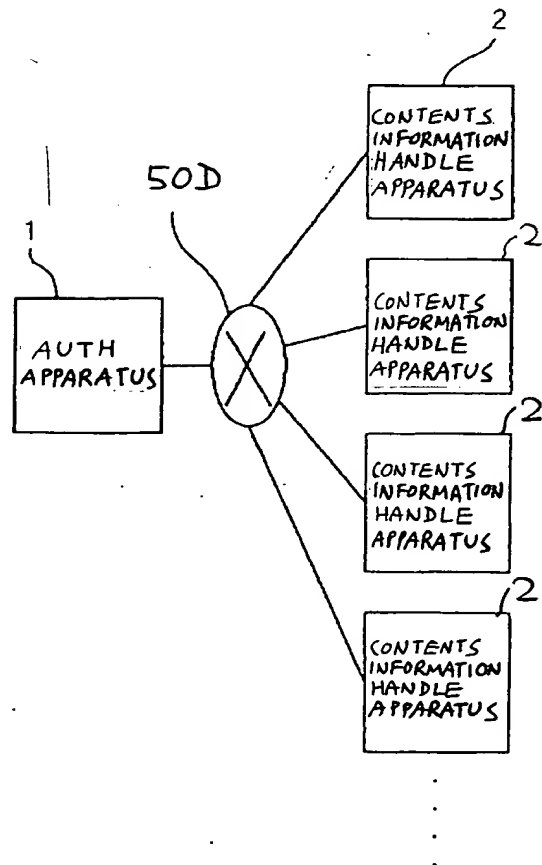 2
CONTENTS
INFORMATION
HANDLE
APPARATUS
50D
1
AUTH
APPARATUS
2
CONTENTS
INFORMATION
HANDLE
APPARATUS
2
CONTENTS
INFORMATION
HANDLE
APPARATUS
2
CONTENTS
INFORMATION
HANDLE
APPARATUS